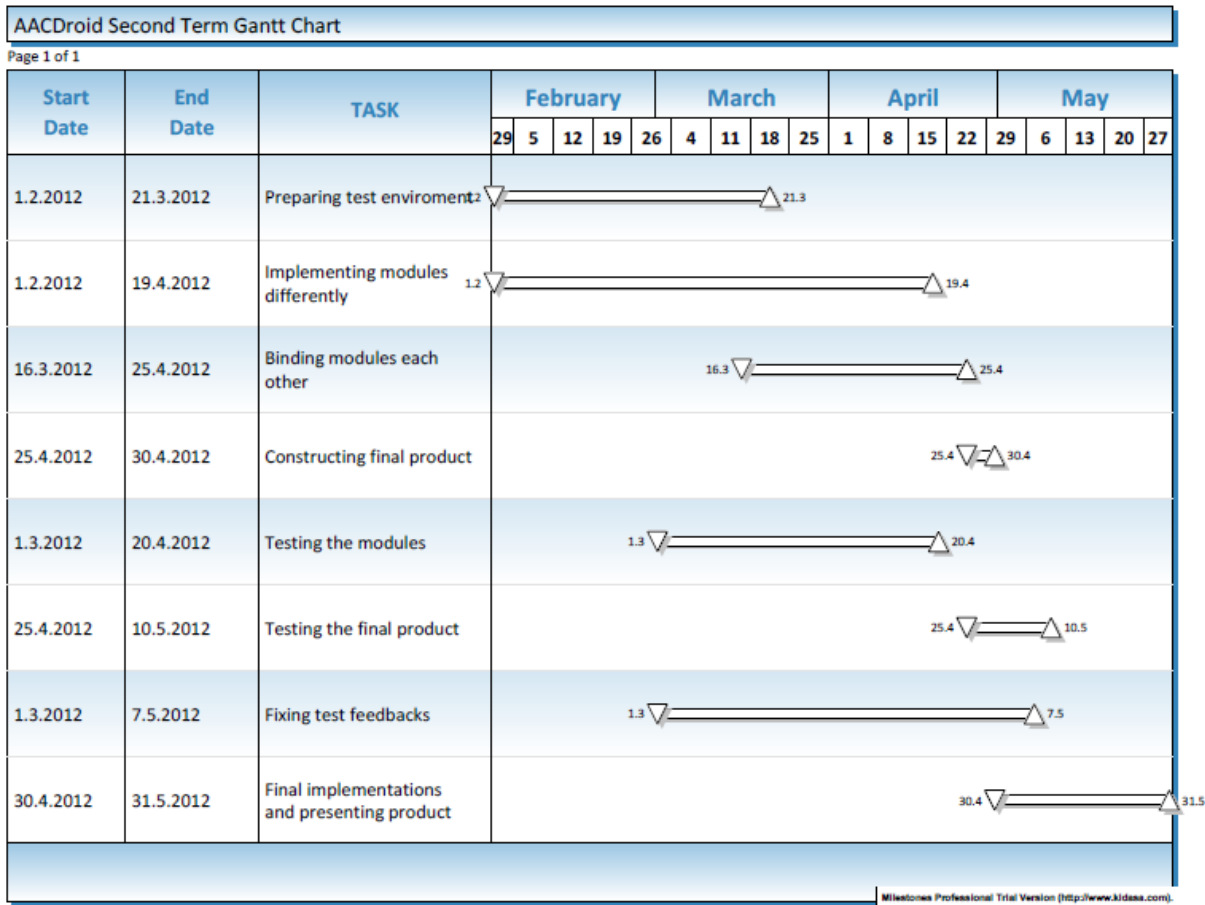 AACDroid Second Term Gantt Chart
Page 1 of 1
Start Date End Date TASK February March April May
29 5 12 19 26 4 11 18 25 1 8 15 22 29 6 13 20 27
1.2.2012 21.3.2012 Preparing test enviroment 21.3
1.2.2012 19.4.2012 Implementing modules differently 1.2 19.4
16.3.2012 25.4.2012 Binding modules each other 16.3 25.4
25.4.2012 30.4.2012 Constructing final product 25.4 30.4
1.3.2012 20.4.2012 Testing the modules 1.3 20.4
25.4.2012 10.5.2012 Testing the final product 25.4 10.5
1.3.2012 7.5.2012 Fixing test feedbacks 1.3 7.5
30.4.2012 31.5.2012 Final implementations and presenting product 30.4 31.5
Milestones Professional Trial Version (http://www.kidasa.com).